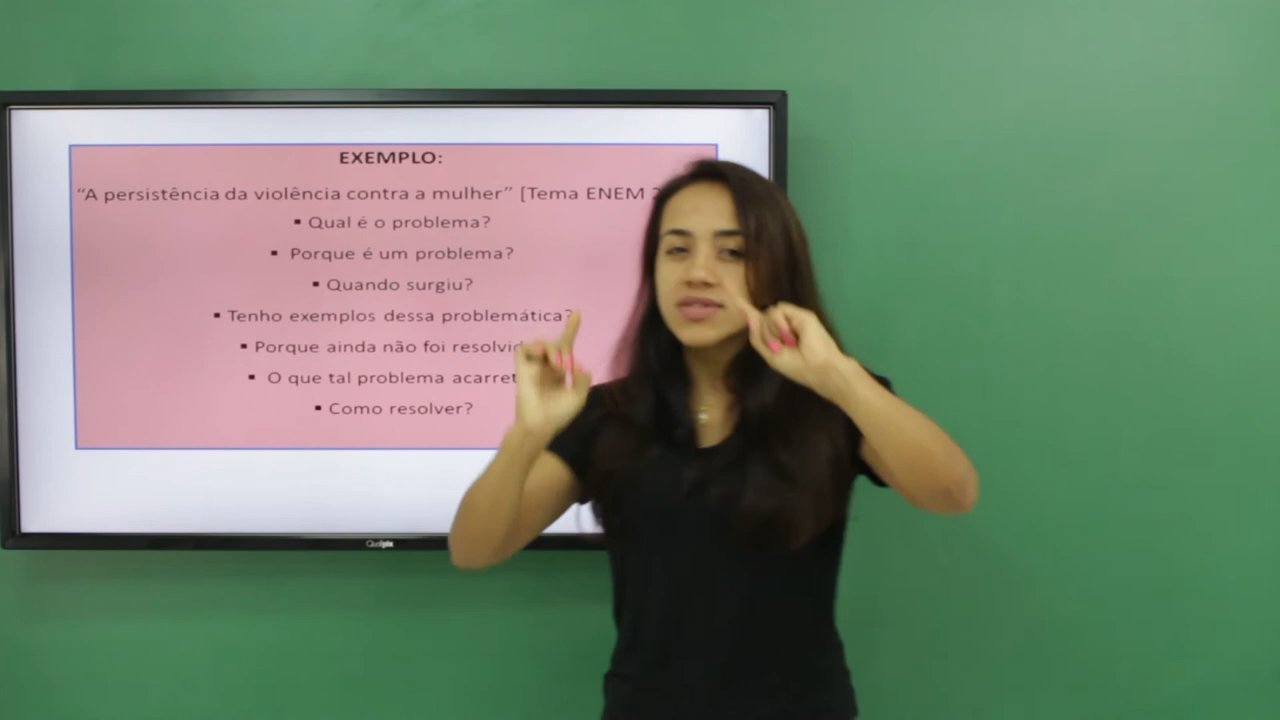 EXEMPLO:
“A persistência da violência contra a mulher” [Tema ENEM
▪ Qual é o problema?
▪ Porque é um problema?
▪ Quando surgiu?
▪ Tenho exemplos dessa problemática?
▪ Porque ainda não foi
▪ O que tal problema
▪ Como resolver?